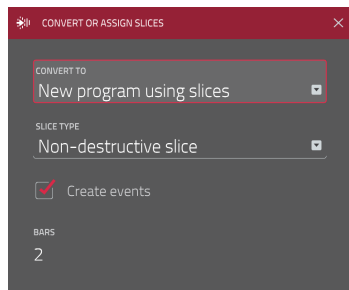 CONVERT OR ASSIGN SLICES
CONVERT TO
New program using slices
SLICE TYPE
Non-destructive slice
Create events
BARS
2